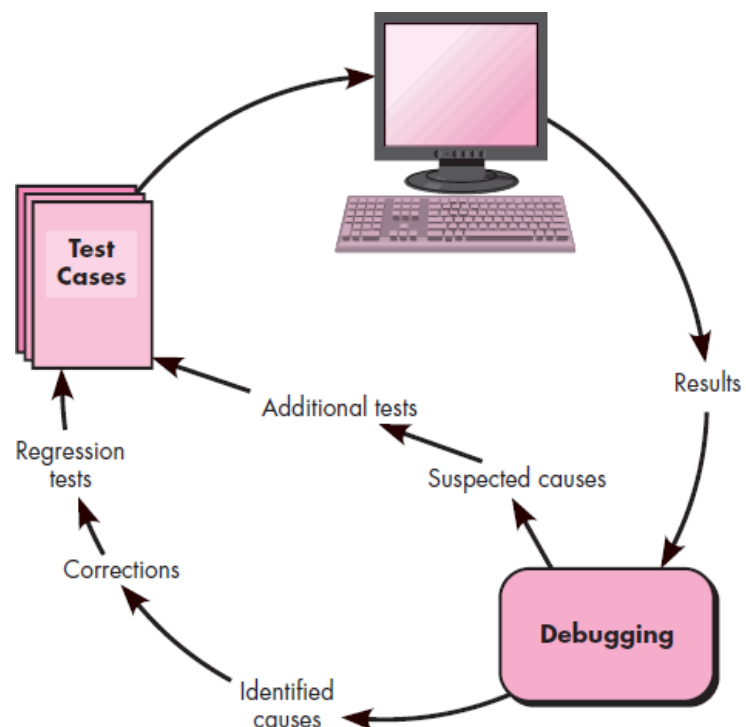 Test
Cases
Results
Additional tests
Regression
tests
Suspected causes
Corrections
Debugging
Identified
causes